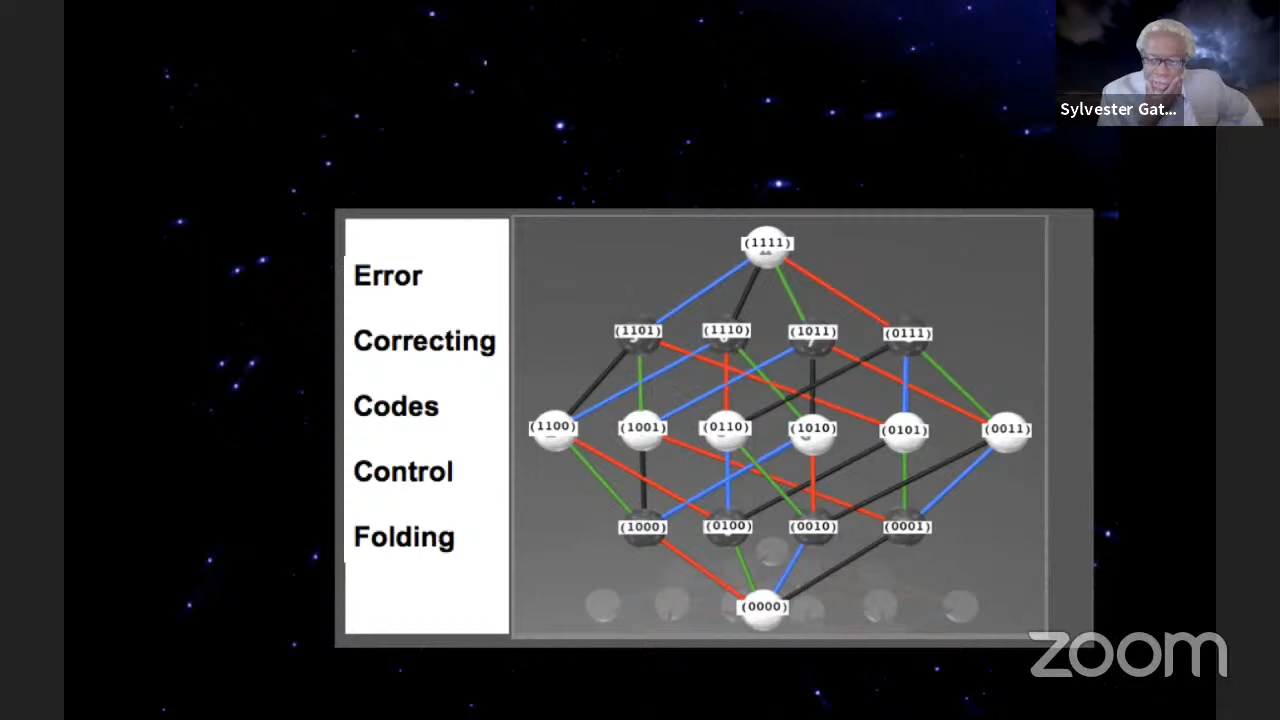 Sylvester Gat...
Error
Correcting
Codes
Control
Folding
(1111)
(1101) (1110) (1011) (0111)
(1100) (1001) (0110) (1010) (0101) (0011)
(1000) (0100) (0010) (0001)
(0000)
zoom